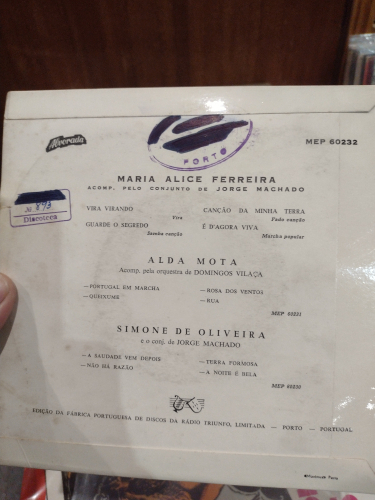 Alvorada
PORTO
MEP 60232
MARIA ALICE FERREIRA
ACOMP. PELO CONJUNTO DE JORGE MACHADO
Discoteca
VIRA VIRANDO
Vira
GUARDE O SEGREDO
Samba canção
CANÇÃO DA MINHA TERRA
Fado canção
É D'AGORA VIVA
Marcha popular
ALDA MOTA
Acomp. pela orquestra de DOMINGOS VILAÇA
—PORTUGAL EM MARCHA
—QUEIXUME
—ROSA DOS VENTOS
—RUA
MEP 60231
SIMONE DE OLIVEIRA
e o conj. de JORGE MACHADO
—A SAUDADE VEM DEPOIS
—NÃO HÁ RAZÃO
—TERRA FORMOSA
—A NOITE É BELA
MEP 60230
EDIÇÃO DA FÁBRICA PORTUGUESA DE DISCOS DA RÁDIO TRIUNFO, LIMITADA — PORTO — PORTUGAL